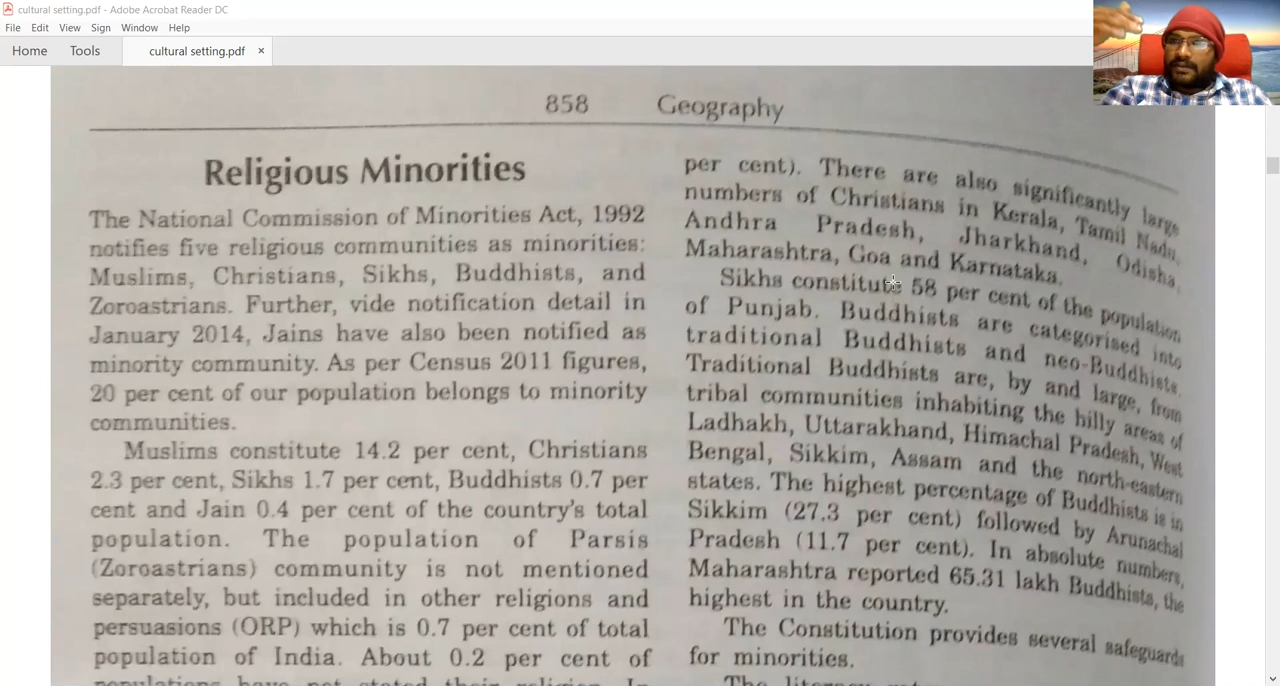 cultural setting.pdf - Adobe Acrobat Reader DC
File Edit View Sign Window Help
Home Tools cultural setting.pdf ×
858 Geography
Religious Minorities
The National Commission of Minorities Act, 1992
notifies five religious communities as minorities:
Muslims, Christians, Sikhs, Buddhists, and
Zoroastrians. Further, vide notification detail in
January 2014, Jains have also been notified as
minority community. As per Census 2011 figures,
20 per cent of our population belongs to minority
communities.
Muslims constitute 14.2 per cent, Christians
2.3 per cent, Sikhs 1.7 per cent, Buddhists 0.7 per
cent and Jain 0.4 per cent of the country's total
population. The population of Parsis
(Zoroastrians) community is not mentioned
separately, but included in other religions and
persuasions (ORP) which is 0.7 per cent of total
population of India. About 0.2 per cent of
populations have not stated their religion. In
per cent). There are also significantly large
numbers of Christians in Kerala, Tamil Nadu,
Andhra Pradesh, Jharkhand, Odisha,
Maharashtra, Goa and Karnataka.
Sikhs constitute 58 per cent of the population
of Punjab. Buddhists are categorised into
traditional Buddhists and neo-Buddhists.
Traditional Buddhists are, by and large, from
tribal communities inhabiting the hilly areas of
Ladhakh, Uttarakhand, Himachal Pradesh, West
Bengal, Sikkim, Assam and the north-eastern
states. The highest percentage of Buddhists is in
Sikkim (27.3 per cent) followed by Arunachal
Pradesh (11.7 per cent). In absolute numbers,
Maharashtra reported 65.31 lakh Buddhists, the
highest in the country.
The Constitution provides several safeguards
for minorities.
The literacy